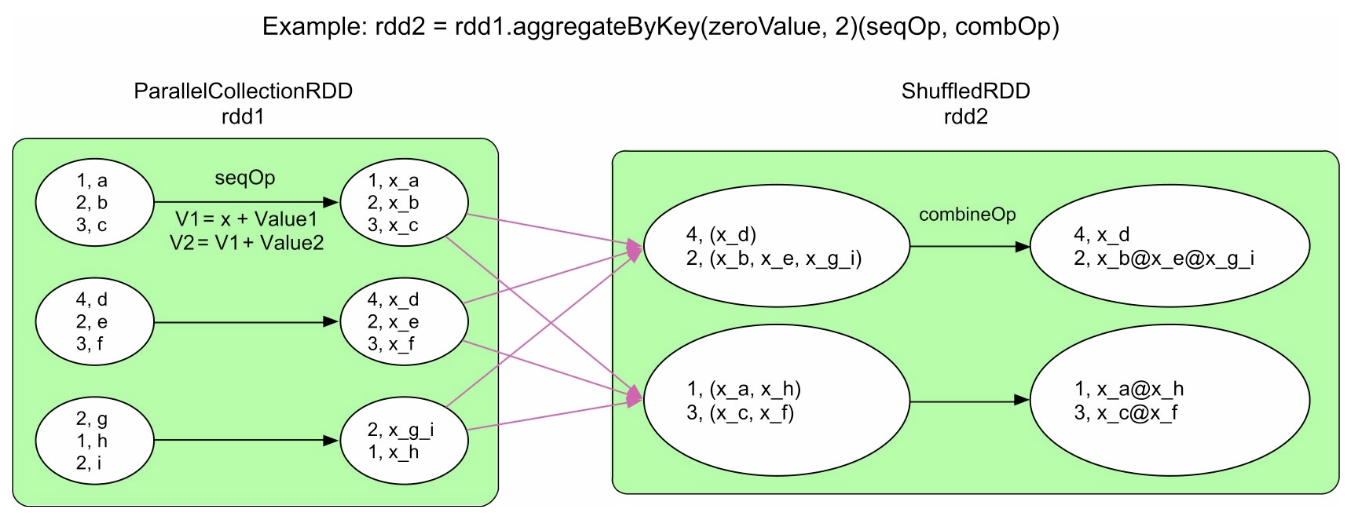 Example: rdd2 = rdd1.aggregateByKey(zeroValue, 2)(seqOp, combOp)
ParallelCollectionRDD
rdd1
ShuffledRDD
rdd2
1, a
2, b
3, c
seqOp
V1= x + Value1
V2= V1+ Value2
1, x_a
2, x_b
3, x_c
4, d
2, e
3, f
4, x_d
2, x_e
3, x_f
2, g
1, h
2, i
2, x_g_i
1, x_h
4, (x_d)
2, (x_b, x_e, x_g_i)
combineOp
4, x_d
2, x_b@x_e@x_g_i
1, (x_a, x_h)
3, (x_c, x_f)
1, x_a@x_h
3, x_c@x_f